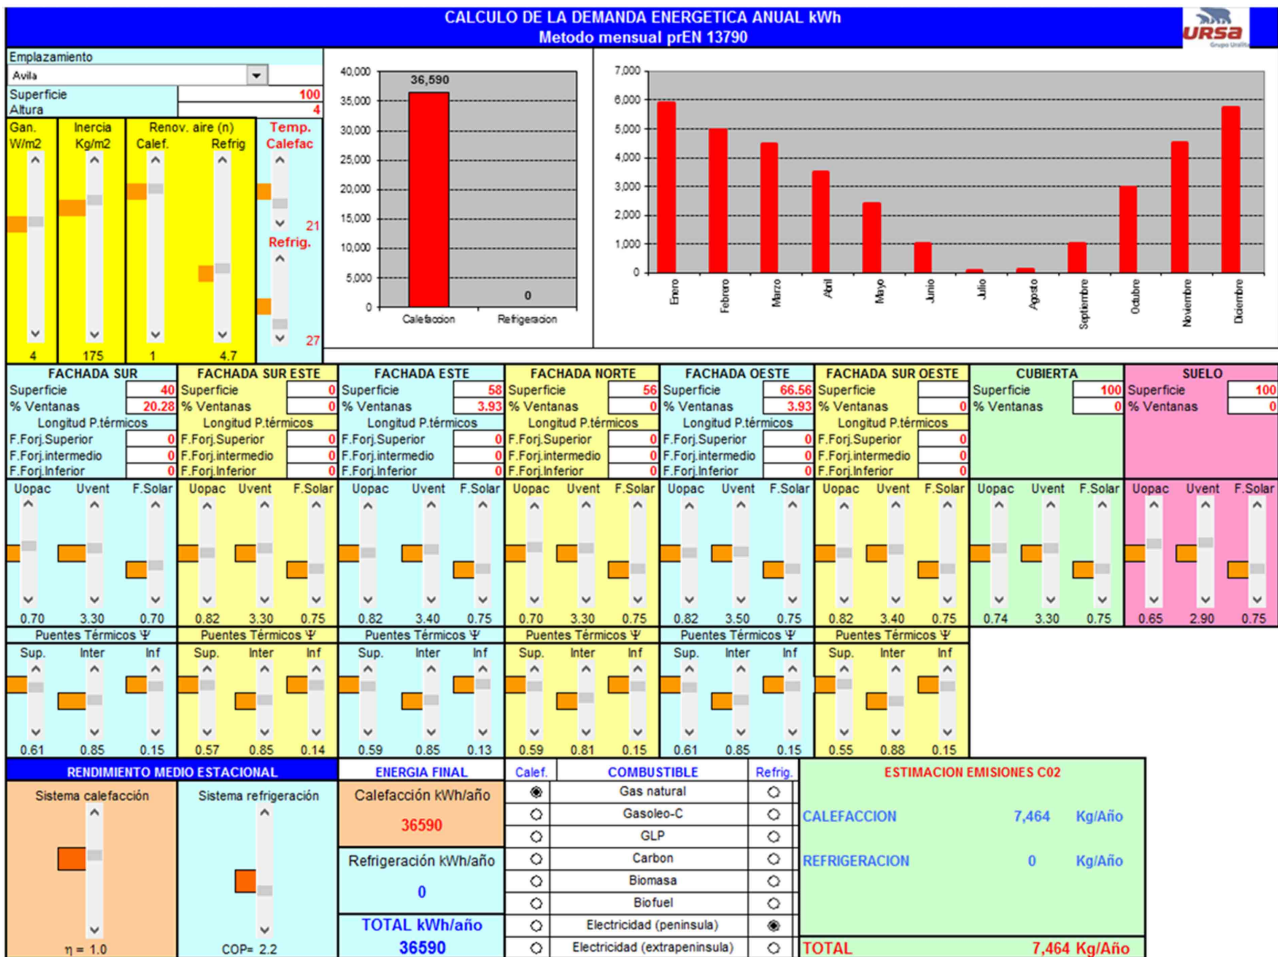 CALCULO DE LA DEMANDA ENERGETICA ANUAL kWh
Metodo mensual prEN 13790
URSA
Grupo Uralita
Emplazamiento
Avila
Superficie 100
Altura 4
Gan. W/m2 Inercia Kg/m2 Renov. aire (n) Calef. Refrig Temp. Calefac
21
Refrig.
27
4 175 1 4.7
40,000
35,000
30,000
25,000
20,000
15,000
10,000
5,000
0
36,590
0
Calefaccion Refrigeracion
7,000
6,000
5,000
4,000
3,000
2,000
1,000
0
Enero Febrero Marzo Abril Mayo Junio Julio Agosto Septiembre Octubre Noviembre Diciembre
FACHADA SUR FACHADA SUR ESTE FACHADA ESTE FACHADA NORTE FACHADA OESTE FACHADA SUR OESTE CUBIERTA SUELO
Superficie 40 Superficie 0 Superficie 58 Superficie 56 Superficie 66.56 Superficie 0 Superficie 100 Superficie 100
% Ventanas 20.28 % Ventanas 0 % Ventanas 3.93 % Ventanas 0 % Ventanas 3.93 % Ventanas 0 % Ventanas 0 % Ventanas 0
Longitud P.térmicos Longitud P.térmicos Longitud P.térmicos Longitud P.térmicos Longitud P.térmicos Longitud P.térmicos
F.Forj.Superior 0 F.Forj.Superior 0 F.Forj.Superior 0 F.Forj.Superior 0 F.Forj.Superior 0 F.Forj.Superior 0
F.Forj.intermedio 0 F.Forj.intermedio 0 F.Forj.intermedio 0 F.Forj.intermedio 0 F.Forj.intermedio 0 F.Forj.intermedio 0
F.Forj.Inferior 0 F.Forj.Inferior 0 F.Forj.Inferior 0 F.Forj.Inferior 0 F.Forj.Inferior 0 F.Forj.Inferior 0
Uopac Uvent F.Solar Uopac Uvent F.Solar Uopac Uvent F.Solar Uopac Uvent F.Solar Uopac Uvent F.Solar Uopac Uvent F.Solar Uopac Uvent F.Solar Uopac Uvent F.Solar
0.70 3.30 0.70 0.82 3.30 0.75 0.82 3.40 0.75 0.70 3.30 0.75 0.82 3.50 0.75 0.82 3.40 0.75 0.74 3.30 0.75 0.65 2.90 0.75
Puentes Térmicos Ψ Puentes Térmicos Ψ Puentes Térmicos Ψ Puentes Térmicos Ψ Puentes Térmicos Ψ Puentes Térmicos Ψ
Sup. Inter Inf Sup. Inter Inf Sup. Inter Inf Sup. Inter Inf Sup. Inter Inf Sup. Inter Inf
0.61 0.85 0.15 0.57 0.85 0.14 0.59 0.85 0.13 0.59 0.81 0.15 0.61 0.85 0.15 0.55 0.88 0.15
RENDIMIENTO MEDIO ESTACIONAL
Sistema calefacción Sistema refrigeración
η = 1.0 COP= 2.2
ENERGIA FINAL
Calefacción kWh/año
36590
Refrigeración kWh/año
0
TOTAL kWh/año
36590
Calef. COMBUSTIBLE Refrig.
Gas natural
Gasoleo-C
GLP
Carbon
Biomasa
Biofuel
Electricidad (peninsula)
Electricidad (extrapeninsula)
ESTIMACION EMISIONES C02
CALEFACCION 7,464 Kg/Año
REFRIGERACION 0 Kg/Año
TOTAL 7,464 Kg/Año